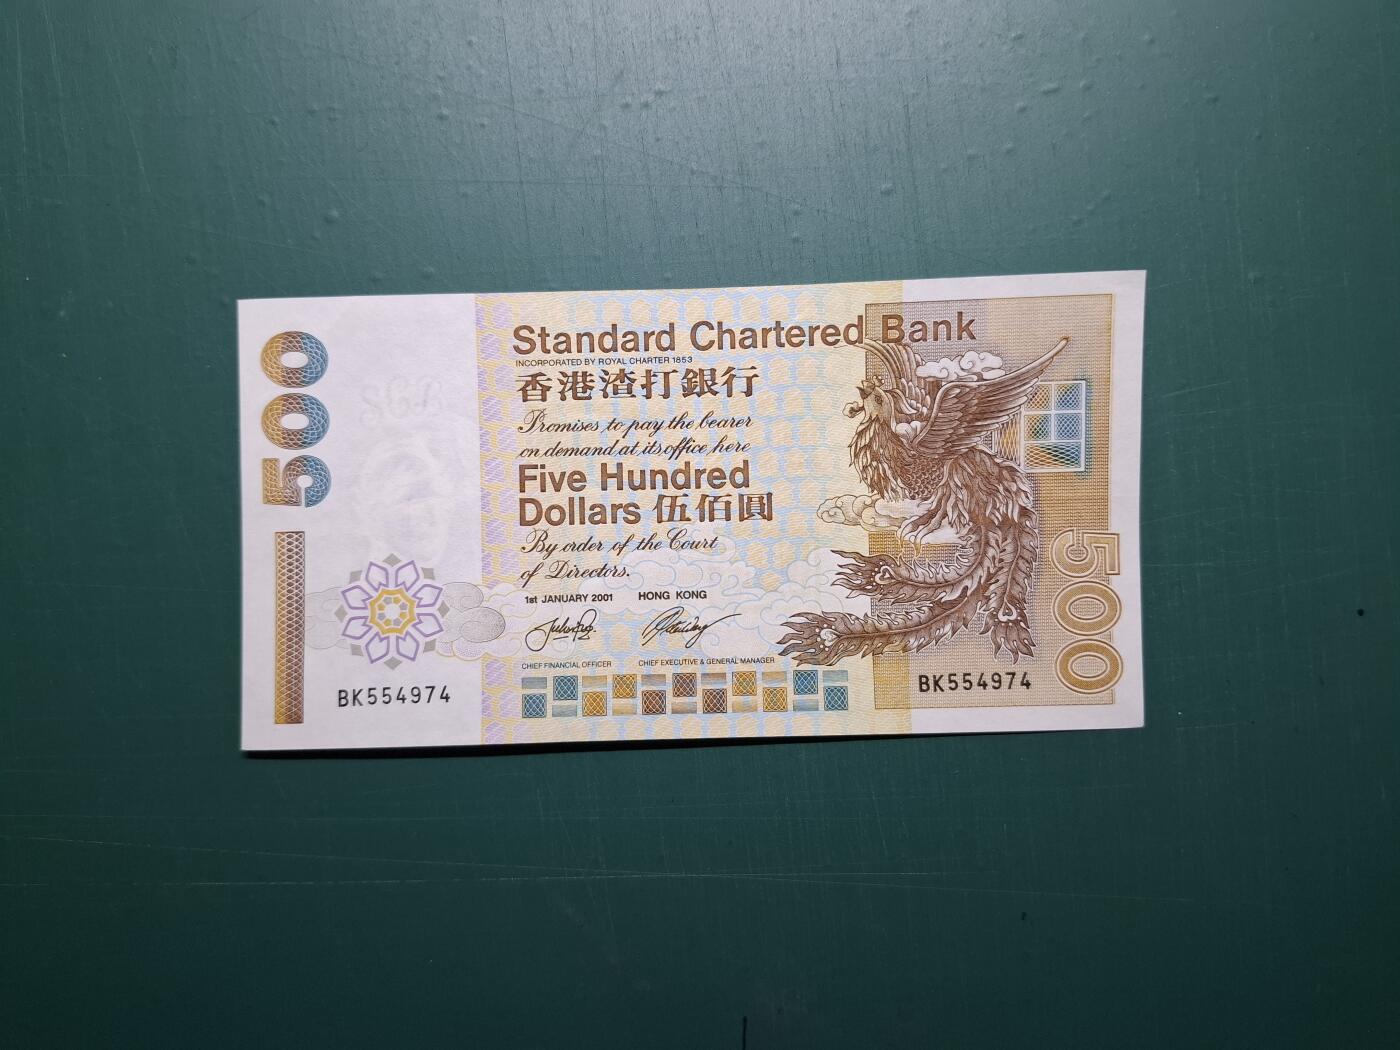 500
Standard Chartered Bank
INCORPORATED BY ROYAL CHARTER 1853
香港渣打銀行
Promises to pay the bearer
on demand at its office here
Five Hundred
Dollars 伍佰圓
By order of the Court
of Directors.
1st JANUARY 2001 HONG KONG
CHIEF FINANCIAL OFFICER CHIEF EXECUTIVE & GENERAL MANAGER
BK554974
BK554974
500
SCB